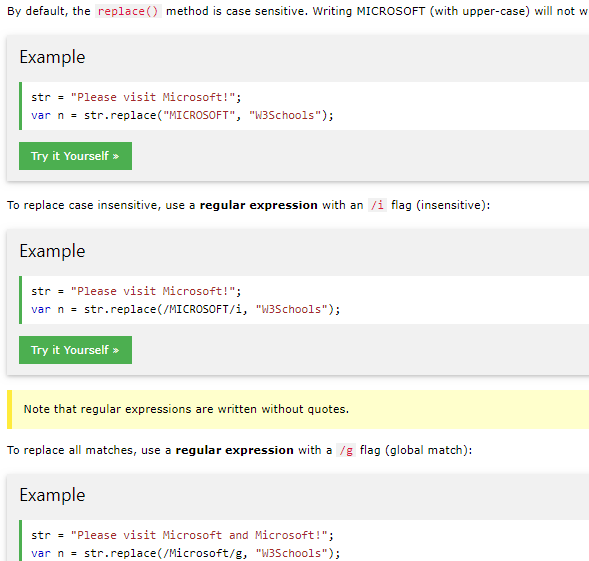 By default, the replace() method is case sensitive. Writing MICROSOFT (with upper-case) will not
Example
str = "Please visit Microsoft!";
var n = str.replace("MICROSOFT", "W3Schools");
Try it Yourself »
To replace case insensitive, use a regular expression with an /i flag (insensitive):
Example
str = "Please visit Microsoft!";
var n = str.replace(/MICROSOFT/i, "W3Schools");
Try it Yourself »
Note that regular expressions are written without quotes.
To replace all matches, use a regular expression with a /g flag (global match):
Example
str = "Please visit Microsoft and Microsoft!";
var n = str.replace(/Microsoft/g, "W3Schools");